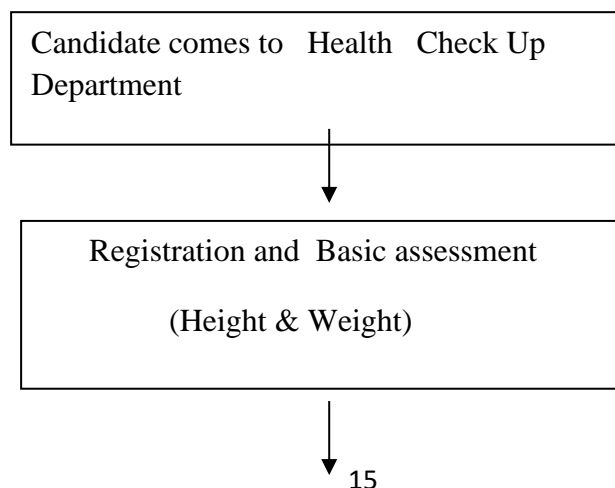 Candidate comes to Health Check Up
Department
Registration and Basic assessment
(Height & Weight)
15